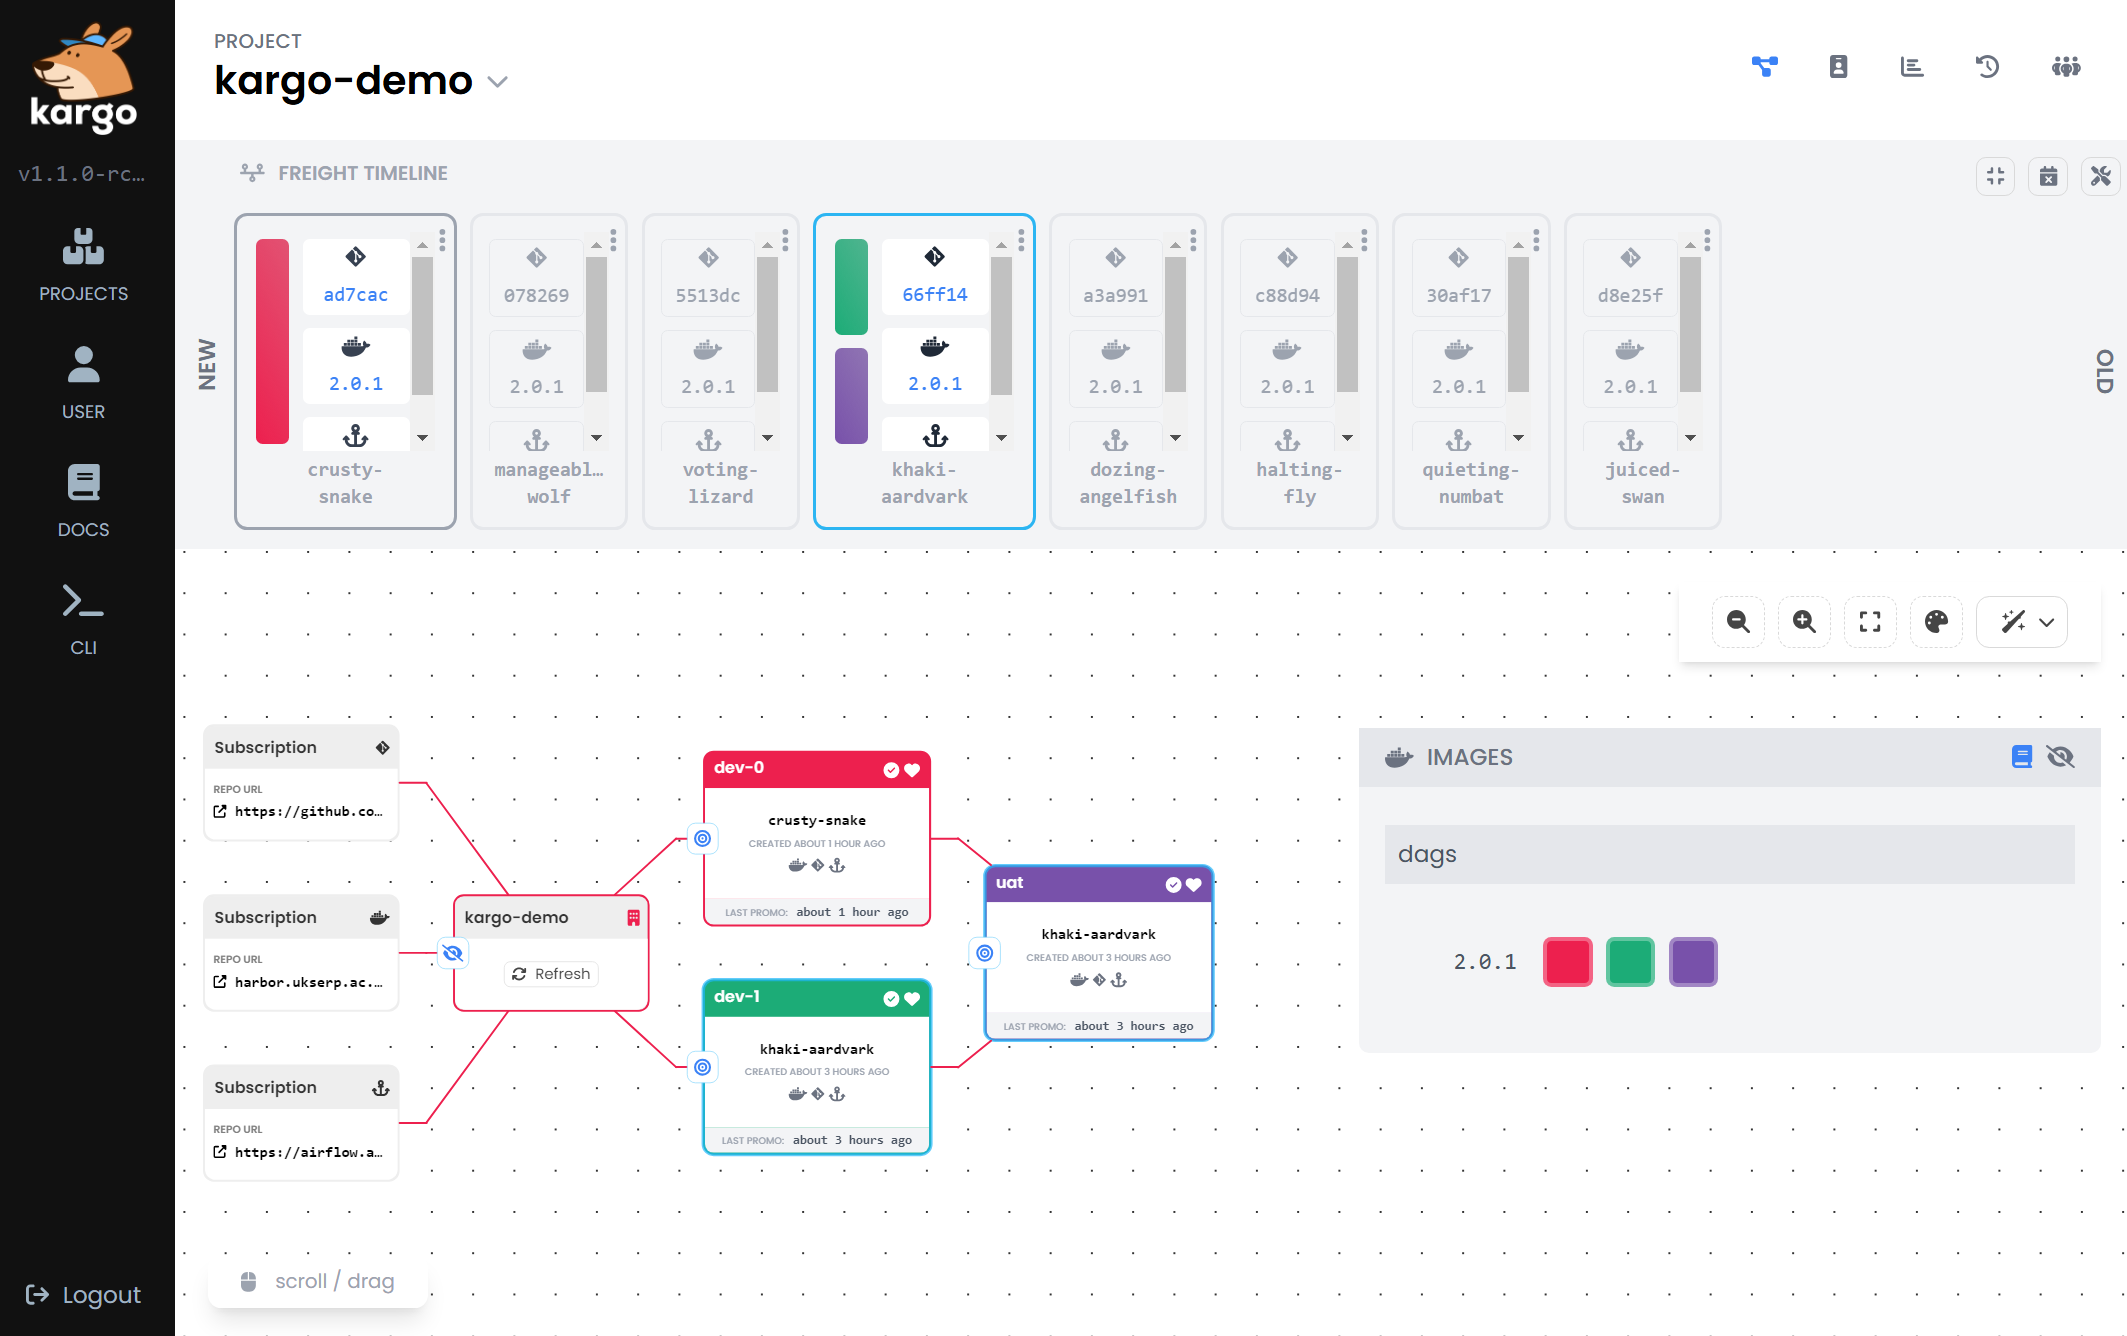 kargo
v1.1.0-rc...
PROJECTS
USER
DOCS
CLI
Logout
PROJECT
kargo-demo
FREIGHT TIMELINE
NEW
ad7cac
2.0.1
crusty-
snake
078269
2.0.1
manageabl...
wolf
5513dc
2.0.1
voting-
lizard
66ff14
2.0.1
khaki-
aardvark
a3a991
2.0.1
dozing-
angelfish
c88d94
2.0.1
halting-
fly
30af17
2.0.1
quieting-
numbat
d8e25f
2.0.1
juiced-
swan
OLD
Subscription
REPO URL
https://github.co...
Subscription
REPO URL
harbor.ukserp.ac....
Subscription
REPO URL
https://airflow.a...
kargo-demo
Refresh
dev-0
crusty-snake
CREATED ABOUT 1 HOUR AGO
LAST PROMO: about 1 hour ago
dev-1
khaki-aardvark
CREATED ABOUT 3 HOURS AGO
LAST PROMO: about 3 hours ago
uat
khaki-aardvark
CREATED ABOUT 3 HOURS AGO
LAST PROMO: about 3 hours ago
IMAGES
dags
2.0.1
scroll / drag